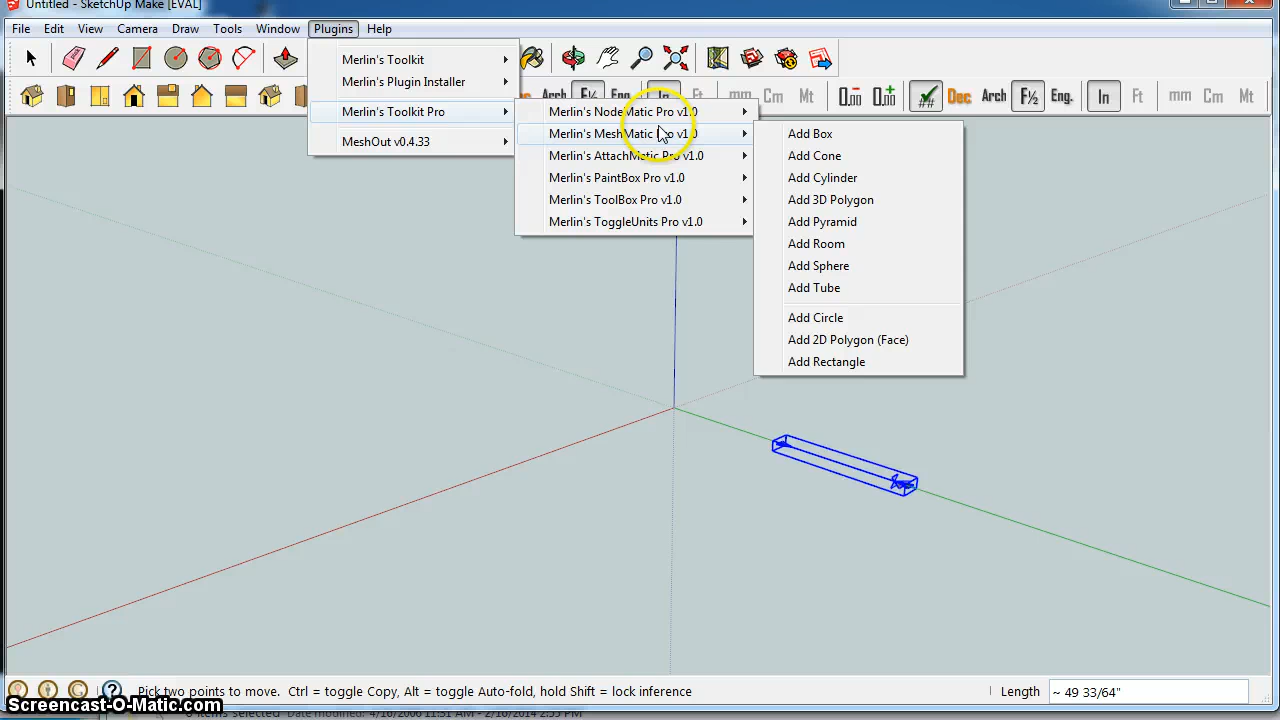 Untitled - SketchUp Make [EVAL]
File Edit View Camera Draw Tools Window Plugins Help
Merlin's Toolkit
Merlin's Plugin Installer
Merlin's Toolkit Pro
MeshOut v0.4.33
Dec Arch F½ Eng. In Ft mm Cm Mt
Merlin's NodeMatic Pro v1.0
Merlin's MeshMatic Pro v1.0
Merlin's AttachMatic Pro v1.0
Merlin's PaintBox Pro v1.0
Merlin's ToolBox Pro v1.0
Merlin's ToggleUnits Pro v1.0
Add Box
Add Cone
Add Cylinder
Add 3D Polygon
Add Pyramid
Add Room
Add Sphere
Add Tube
Add Circle
Add 2D Polygon (Face)
Add Rectangle
Pick two points to move. Ctrl = toggle Copy, Alt = toggle Auto-fold, hold Shift = lock inference
Length ~ 49 33/64"
Screencast-O-Matic.com